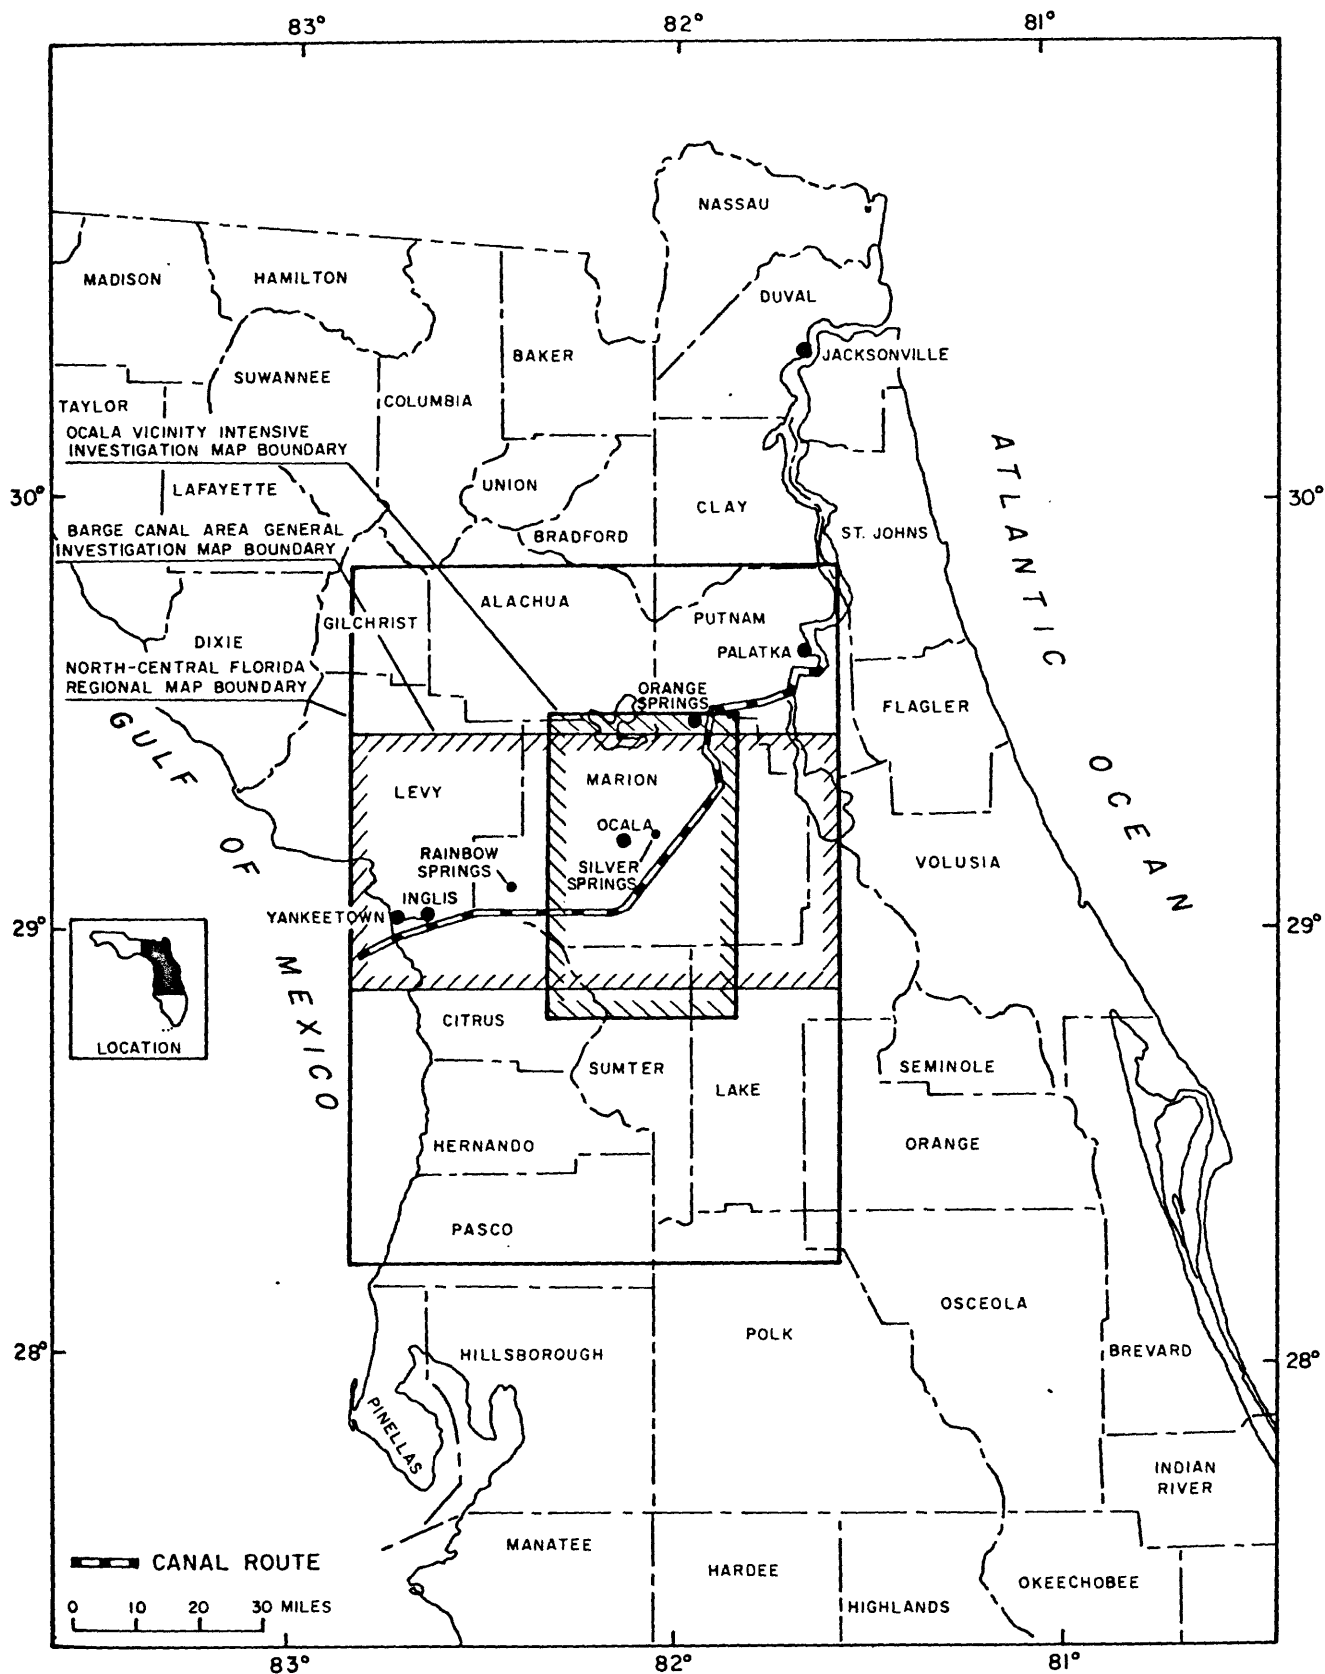 83°
82°
81°
NASSAU
MADISON
HAMILTON
DUVAL
BAKER
JACKSONVILLE
SUWANNEE
COLUMBIA
TAYLOR
OCALA VICINITY INTENSIVE
INVESTIGATION MAP BOUNDARY
ATLANTIC
OCEAN
UNION
LAFAYETTE
30°
30°
CLAY
BARGE CANAL AREA GENERAL
INVESTIGATION MAP BOUNDARY
BRADFORD
ST. JOHNS
ALACHUA
GILCHRIST
PUTNAM
DIXIE
PALATKA
NORTH-CENTRAL FLORIDA
REGIONAL MAP BOUNDARY
ORANGE
SPRINGS
FLAGLER
GULF
OF
MEXICO
MARION
LEVY
OCALA
RAINBOW
SPRINGS
SILVER
SPRINGS
VOLUSIA
INGLIS
YANKEETOWN
29°
29°
CITRUS
LOCATION
SUMTER
SEMINOLE
LAKE
HERNANDO
ORANGE
PASCO
OSCEOLA
POLK
28°
28°
HILLSBOROUGH
BREVARD
PINELLAS
INDIAN
RIVER
MANATEE
CANAL ROUTE
HARDEE
OKEECHOBEE
HIGHLANDS
0 10 20 30 MILES
83°
82°
81°